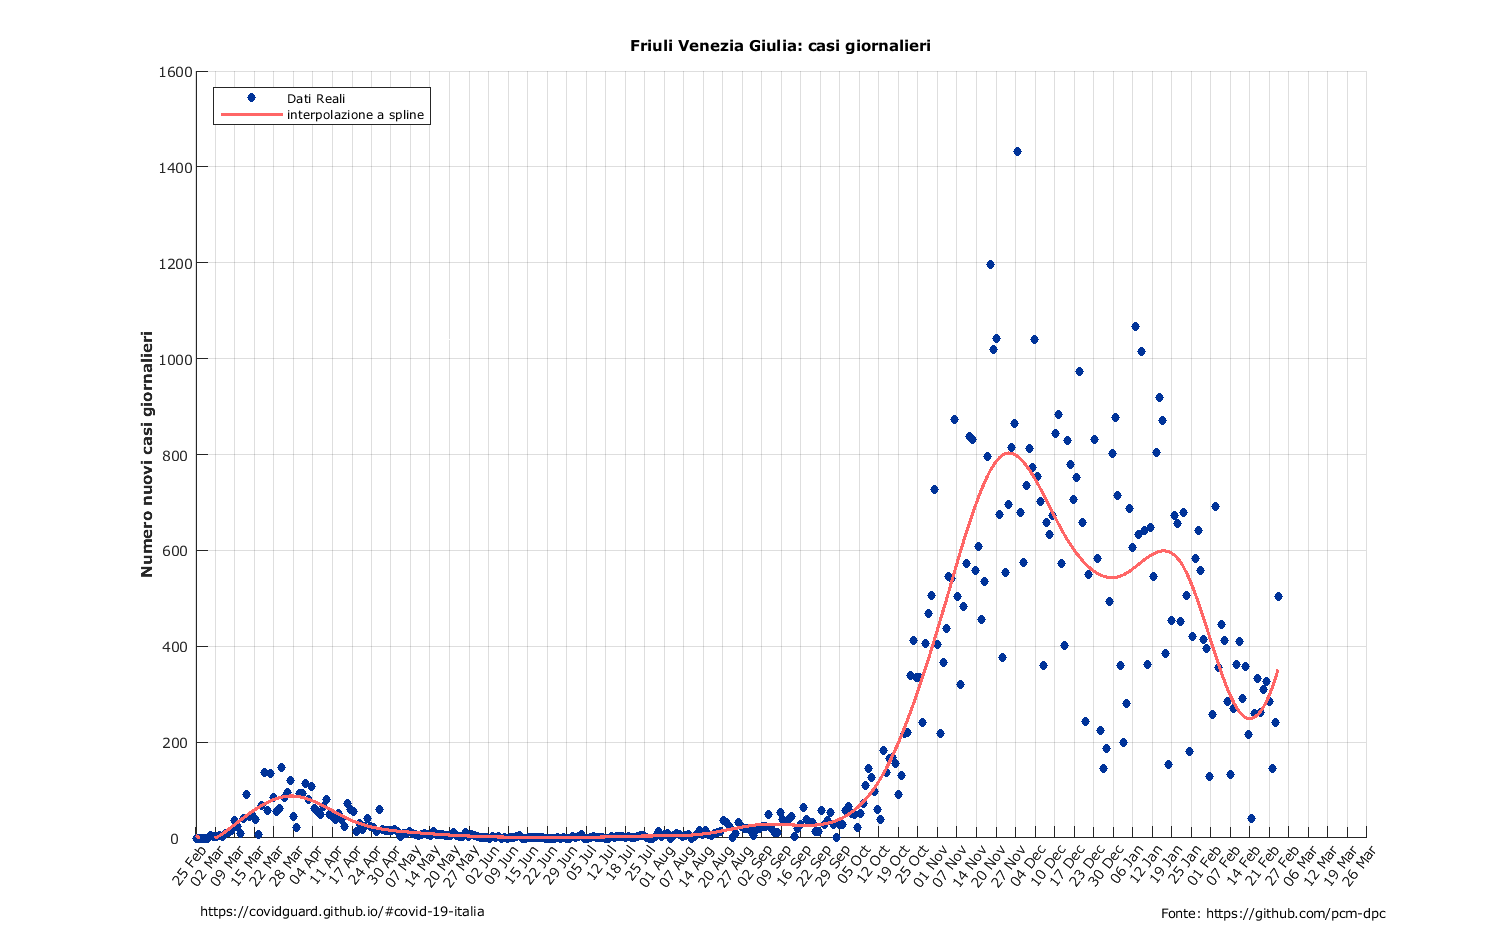 Friuli Venezia Giulia: casi giornalieri
Dati Reali
interpolazione a spline
Numero nuovi casi giornalieri
1600
1400
1200
1000
800
600
400
200
0
25 Feb
02 Mar
09 Mar
15 Mar
22 Mar
28 Mar
04 Apr
11 Apr
17 Apr
24 Apr
30 Apr
07 May
14 May
20 May
27 May
02 Jun
09 Jun
15 Jun
22 Jun
29 Jun
05 Jul
12 Jul
18 Jul
25 Jul
01 Aug
07 Aug
14 Aug
20 Aug
27 Aug
02 Sep
09 Sep
16 Sep
22 Sep
29 Sep
05 Oct
12 Oct
19 Oct
25 Oct
01 Nov
07 Nov
14 Nov
20 Nov
27 Nov
04 Dec
10 Dec
17 Dec
23 Dec
30 Dec
06 Jan
12 Jan
19 Jan
25 Jan
01 Feb
07 Feb
14 Feb
21 Feb
27 Feb
06 Mar
12 Mar
19 Mar
26 Mar
https://covidguard.github.io/#covid-19-italia
Fonte: https://github.com/pcm-dpc